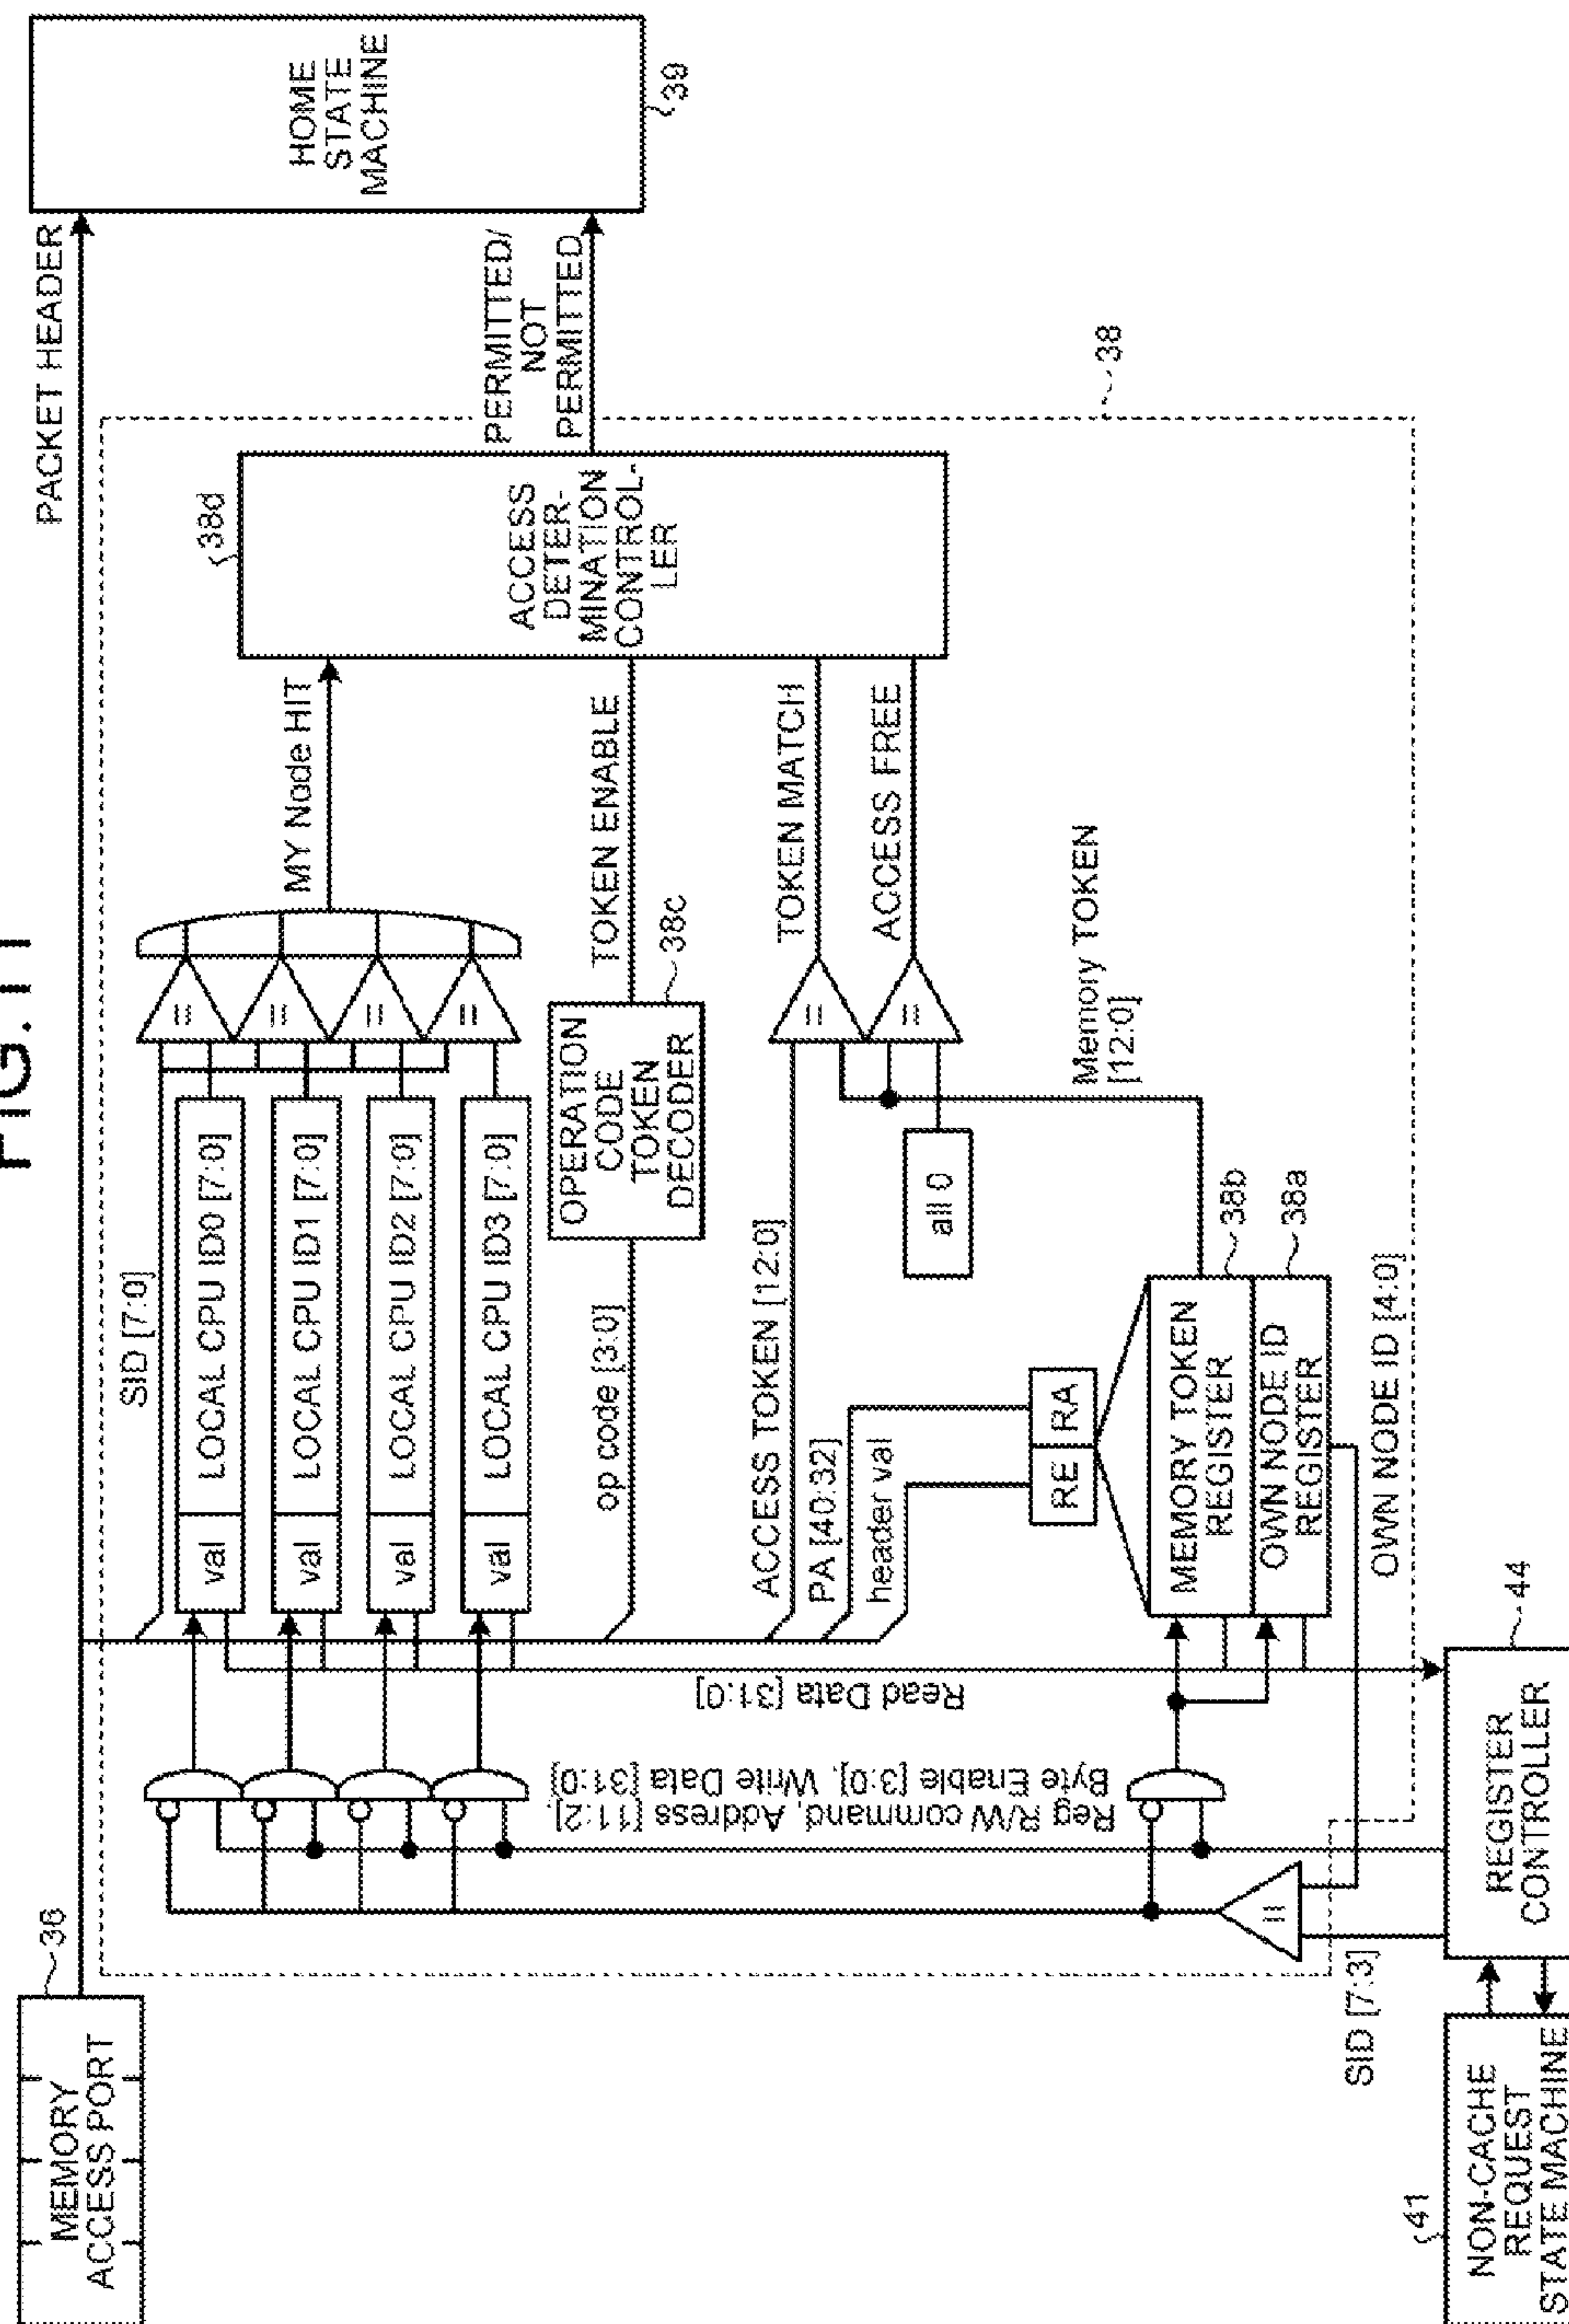 FIG. 11
MEMORY
ACCESS PORT
36
PACKET HEADER
HOME
STATE
MACHINE
39
SID [7:0]
val
LOCAL CPU ID0 [7:0]
val
LOCAL CPU ID1 [7:0]
val
LOCAL CPU ID2 [7:0]
val
LOCAL CPU ID3 [7:0]
=
=
=
=
MY Node HIT
38d
ACCESS
DETER-
MINATION
CONTROL-
LER
PERMITTED/
NOT
PERMITTED
38
op code [3:0]
OPERATION
CODE
TOKEN
DECODER
38c
TOKEN ENABLE
ACCESS TOKEN [12:0]
PA [40:32]
header val
=
=
TOKEN MATCH
ACCESS FREE
all 0
Memory TOKEN
[12:0]
RE
RA
MEMORY TOKEN
REGISTER
38b
OWN NODE ID
REGISTER
38a
OWN NODE ID [4:0]
Read Data [31:0]
Reg R/W command, Address [11:2],
Byte Enable [3:0], Write Data [31:0]
=
SID [7:3]
41
NON-CACHE
REQUEST
STATE MACHINE
REGISTER
CONTROLLER
44